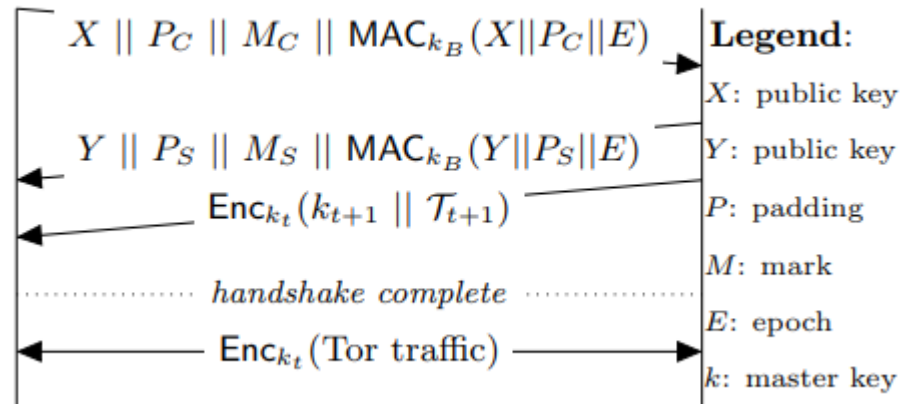 X || P_C || M_C || MAC_{k_B}(X||P_C||E)
Y || P_S || M_S || MAC_{k_B}(Y||P_S||E)
Enc_{k_t}(k_{t+1} || 𝒯_{t+1})
handshake complete
Enc_{k_t}(Tor traffic)
Legend:
X: public key
Y: public key
P: padding
M: mark
E: epoch
k: master key